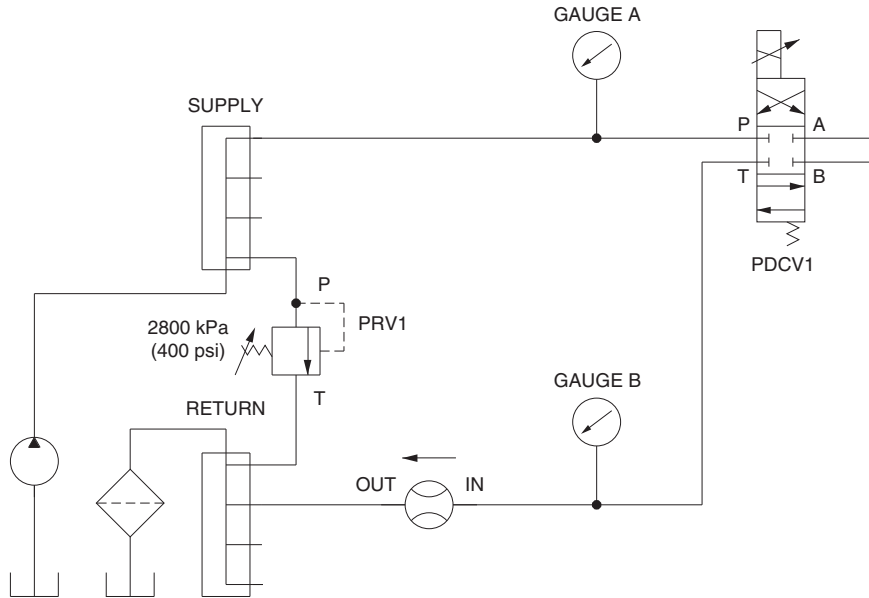 GAUGE A
SUPPLY
P A
T B
PDCV1
P
PRV1
2800 kPa
(400 psi)
T
RETURN
GAUGE B
OUT IN